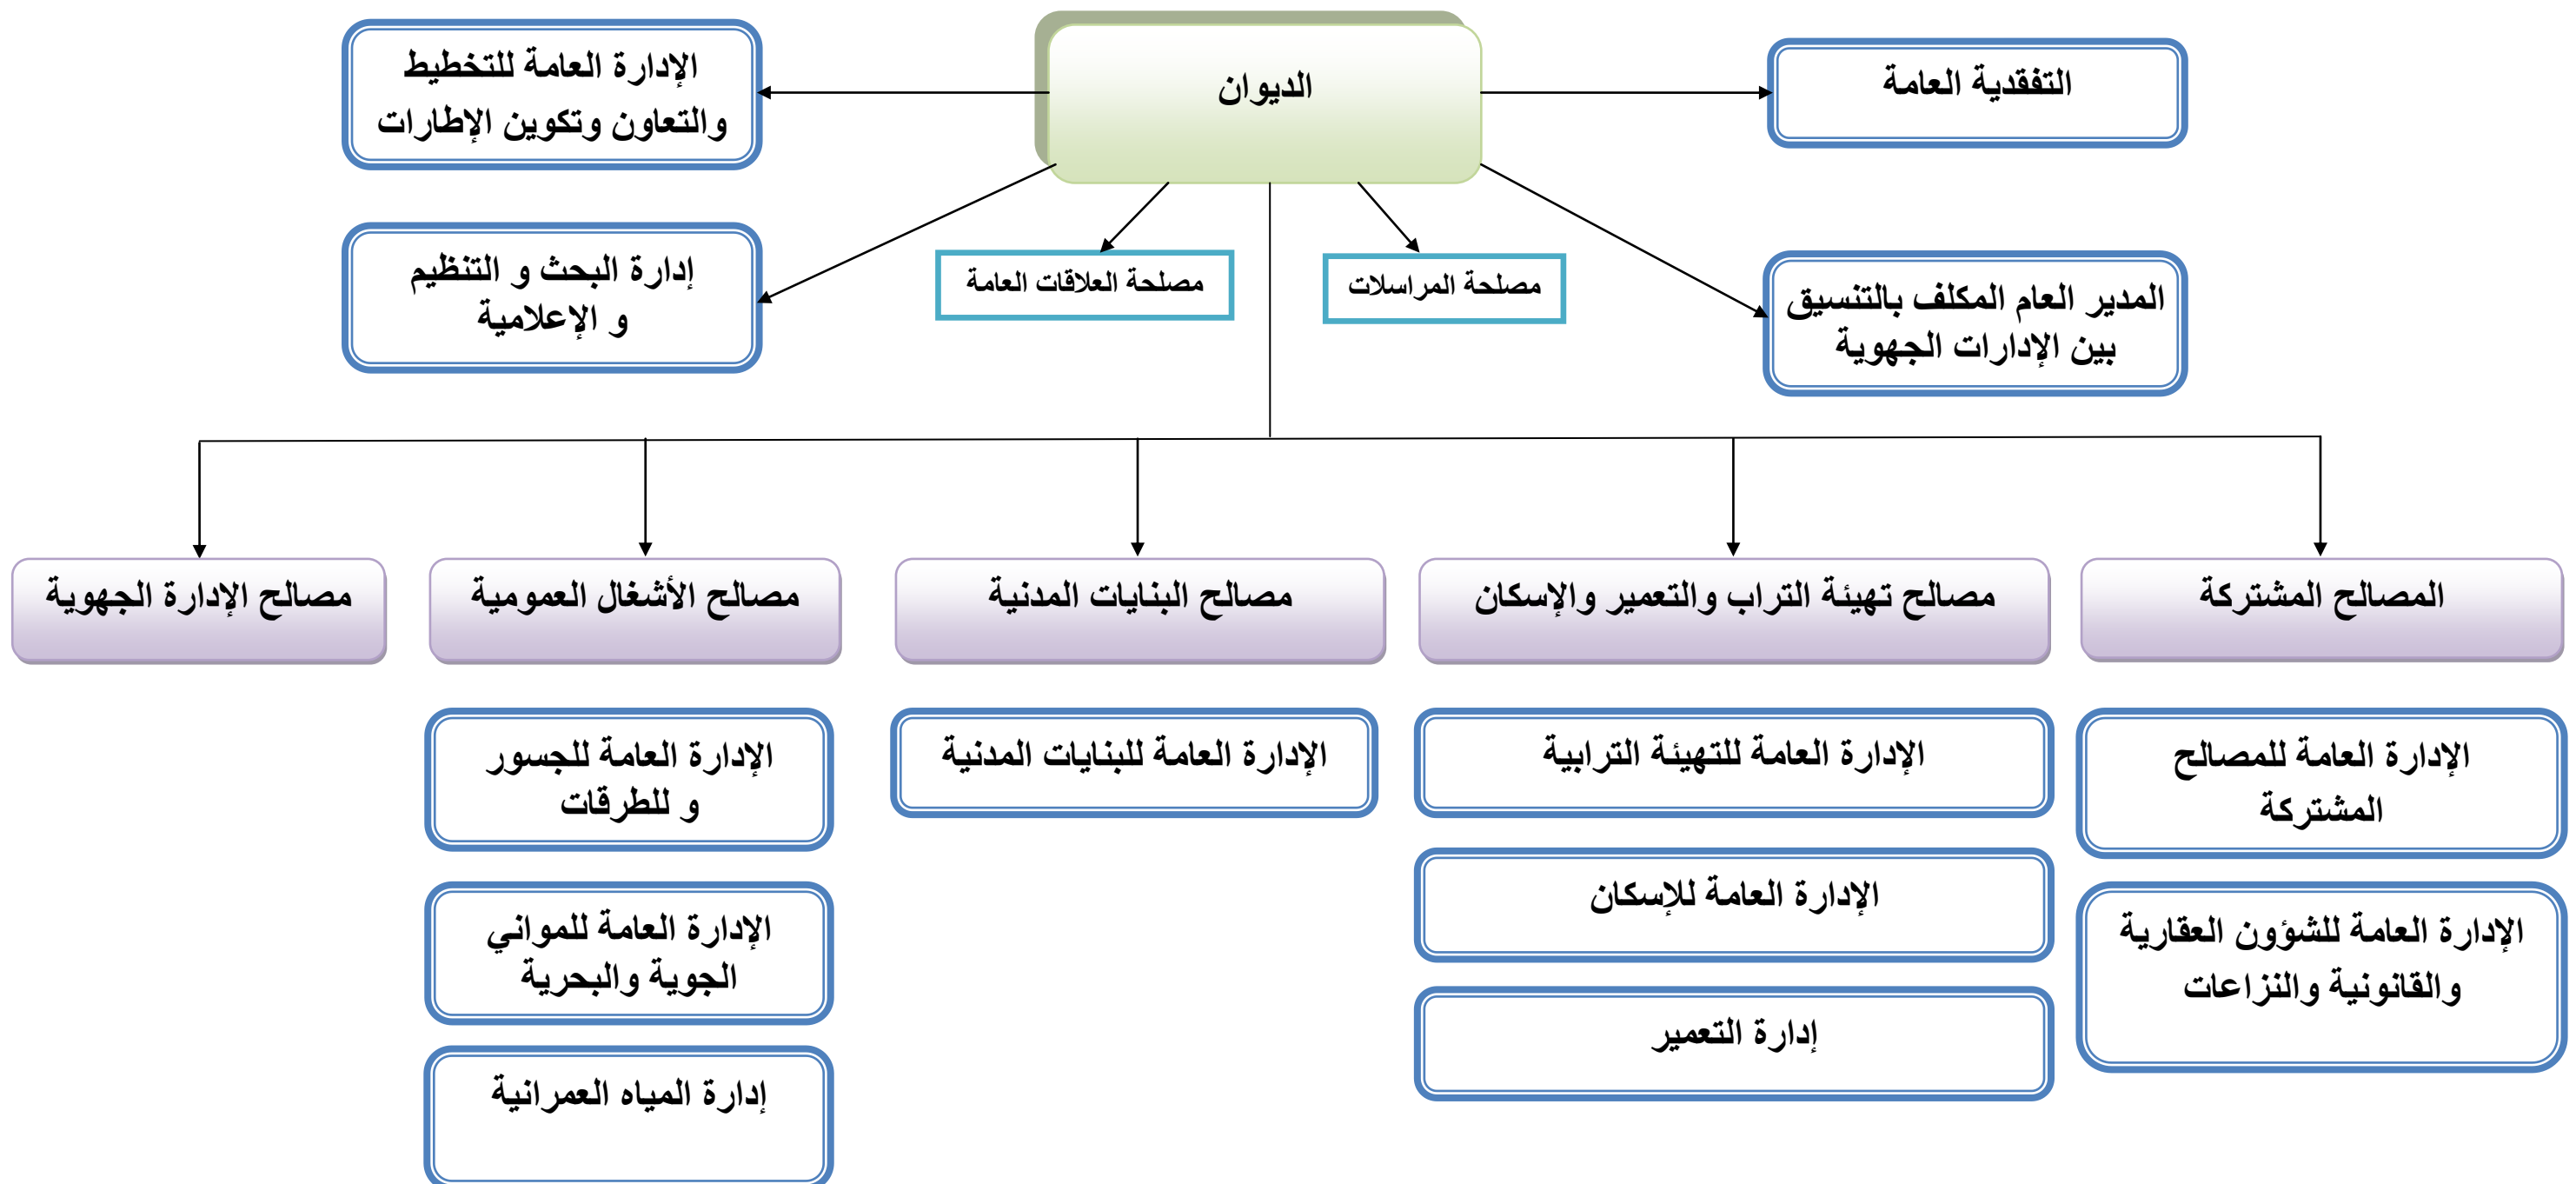 الديوان
التفقدية العامة
الإدارة العامة للتخطيط
والتعاون وتكوين الإطارات
المدير العام المكلف بالتنسيق
بين الإدارات الجهوية
مصلحة المراسلات
مصلحة العلاقات العامة
إدارة البحث و التنظيم
و الإعلامية
المصالح المشتركة
مصالح تهيئة التراب والتعمير والإسكان
مصالح البنايات المدنية
مصالح الأشغال العمومية
مصالح الإدارة الجهوية
الإدارة العامة للمصالح
المشتركة
الإدارة العامة للشؤون العقارية
والقانونية والنزاعات
الإدارة العامة للتهيئة الترابية
الإدارة العامة للإسكان
إدارة التعمير
الإدارة العامة للبنايات المدنية
الإدارة العامة للجسور
و للطرقات
الإدارة العامة للمواني
الجوية والبحرية
إدارة المياه العمرانية